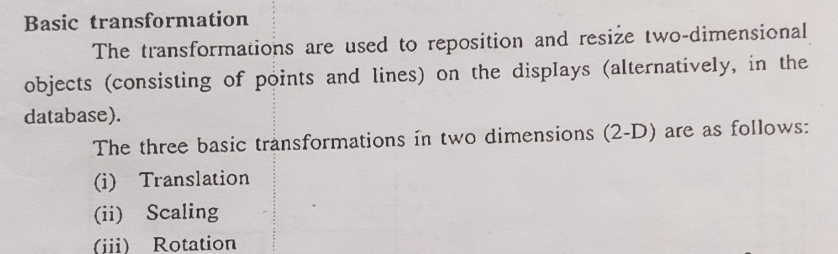 Basic transformation
The transformations are used to reposition and resize two-dimensional
objects (consisting of points and lines) on the displays (alternatively, in the
database).
The three basic transformations in two dimensions (2-D) are as follows:
(i) Translation
(ii) Scaling
(iii) Rotation